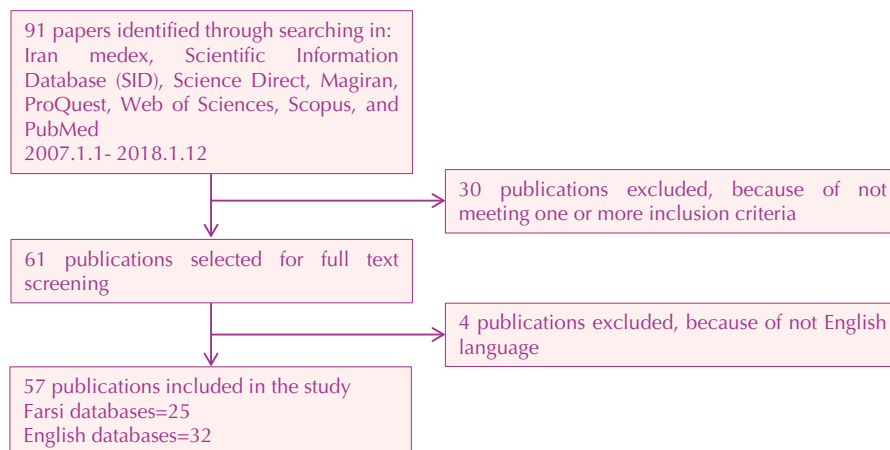 91 papers identified through searching in:
Iran medex, Scientific Information
Database (SID), Science Direct, Magiran,
ProQuest, Web of Sciences, Scopus, and
PubMed
2007.1.1- 2018.1.12
30 publications excluded, because of not
meeting one or more inclusion criteria
61 publications selected for full text
screening
4 publications excluded, because of not English
language
57 publications included in the study
Farsi databases=25
English databases=32